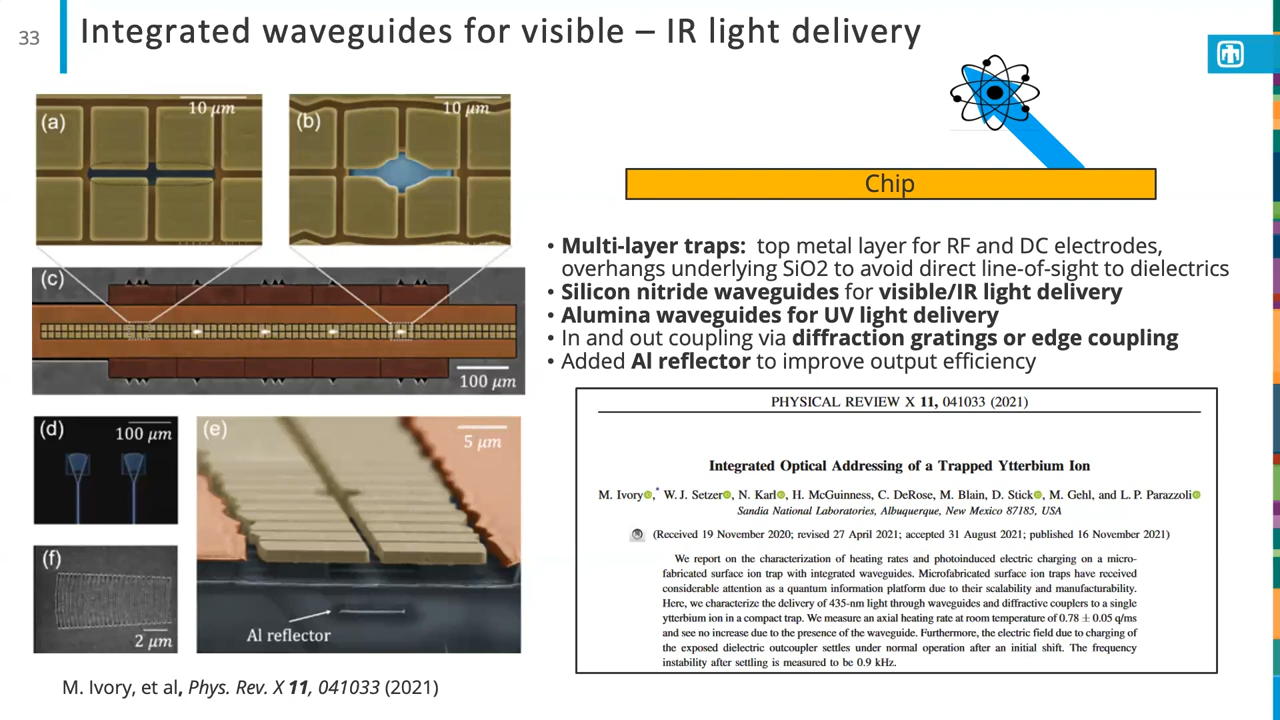 33
Integrated waveguides for visible – IR light delivery
(a)
10 μm
(b)
10 μm
(c)
100 μm
(d)
100 μm
(e)
5 μm
(f)
2 μm
Al reflector
M. Ivory, et al, Phys. Rev. X 11, 041033 (2021)
Chip
• Multi-layer traps: top metal layer for RF and DC electrodes,
overhangs underlying SiO2 to avoid direct line-of-sight to dielectrics
• Silicon nitride waveguides for visible/IR light delivery
• Alumina waveguides for UV light delivery
• In and out coupling via diffraction gratings or edge coupling
• Added Al reflector to improve output efficiency
PHYSICAL REVIEW X 11, 041033 (2021)
Integrated Optical Addressing of a Trapped Ytterbium Ion
M. Ivory,* W. J. Setzer, N. Karl, H. McGuinness, C. DeRose, M. Blain, D. Stick, M. Gehl, and L. P. Parazzoli
Sandia National Laboratories, Albuquerque, New Mexico 87185, USA
(Received 19 November 2020; revised 27 April 2021; accepted 31 August 2021; published 16 November 2021)
We report on the characterization of heating rates and photoinduced electric charging on a micro-
fabricated surface ion trap with integrated waveguides. Microfabricated surface ion traps have received
considerable attention as a quantum information platform due to their scalability and manufacturability.
Here, we characterize the delivery of 435-nm light through waveguides and diffractive couplers to a single
ytterbium ion in a compact trap. We measure an axial heating rate at room temperature of 0.78 ± 0.05 q/ms
and see no increase due to the presence of the waveguide. Furthermore, the electric field due to charging of
the exposed dielectric outcoupler settles under normal operation after an initial shift. The frequency
instability after settling is measured to be 0.9 kHz.